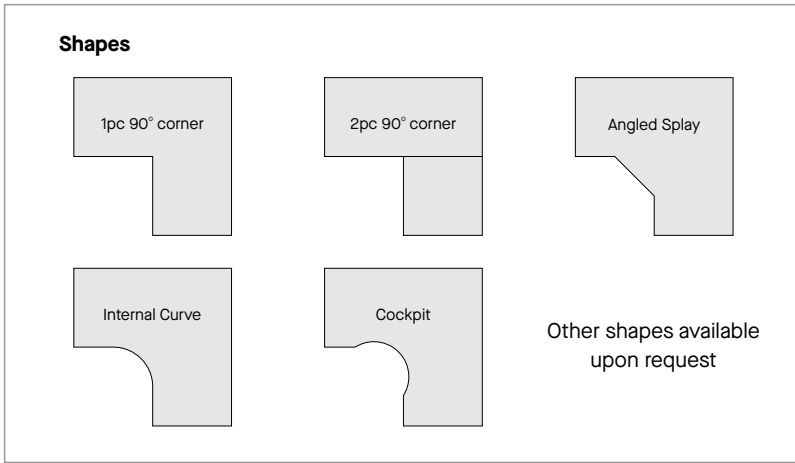 Shapes
1pc 90° corner
2pc 90° corner
Angled Splay
Internal Curve
Cockpit
Other shapes available
upon request